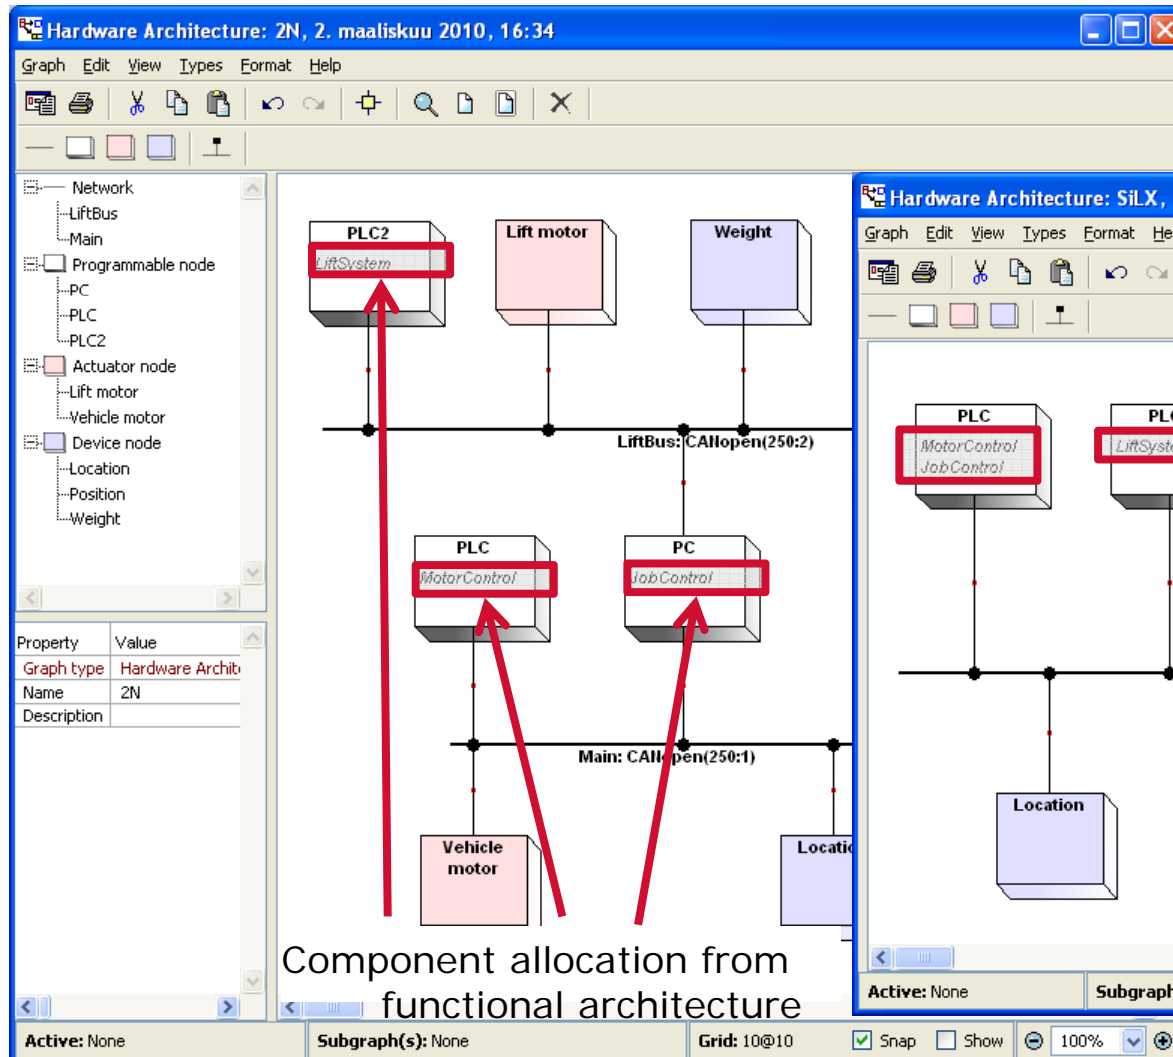 Hardware Architecture: 2N, 2. maaliskuu 2010, 16:34
Graph Edit View Types Format Help
Network
LiftBus
Main
Programmable node
PC
PLC
PLC2
Actuator node
Lift motor
Vehicle motor
Device node
Location
Position
Weight
Property Value
Graph type Hardware Archit
Name 2N
Description
PLC2
LiftSystem
Lift motor
Weight
LiftBus: CANopen(250:2)
PLC
MotorControl
PC
JobControl
Main: CANopen(250:1)
Vehicle
motor
Locatio
Component allocation from
functional architecture
Hardware Architecture: SiLX,
Graph Edit View Types Format He
PLC
MotorControl
JobControl
PL
LiftSyste
Location
Active: None Subgraph
Active: None Subgraph(s): None Grid: 10@10 Snap Show 100%